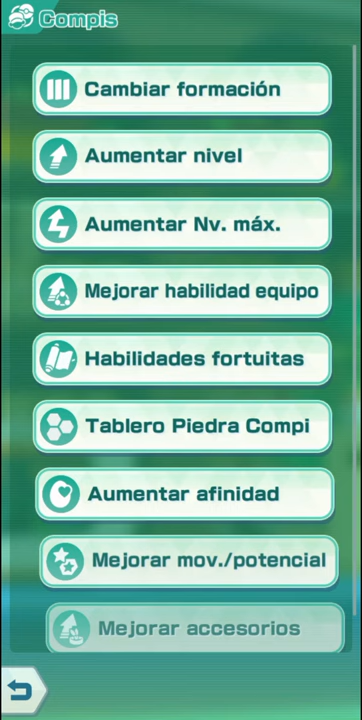 Compis
Cambiar formación
Aumentar nivel
Aumentar Nv. máx.
Mejorar habilidad equipo
Habilidades fortuitas
Tablero Piedra Compi
Aumentar afinidad
Mejorar mov./potencial
Mejorar accesorios